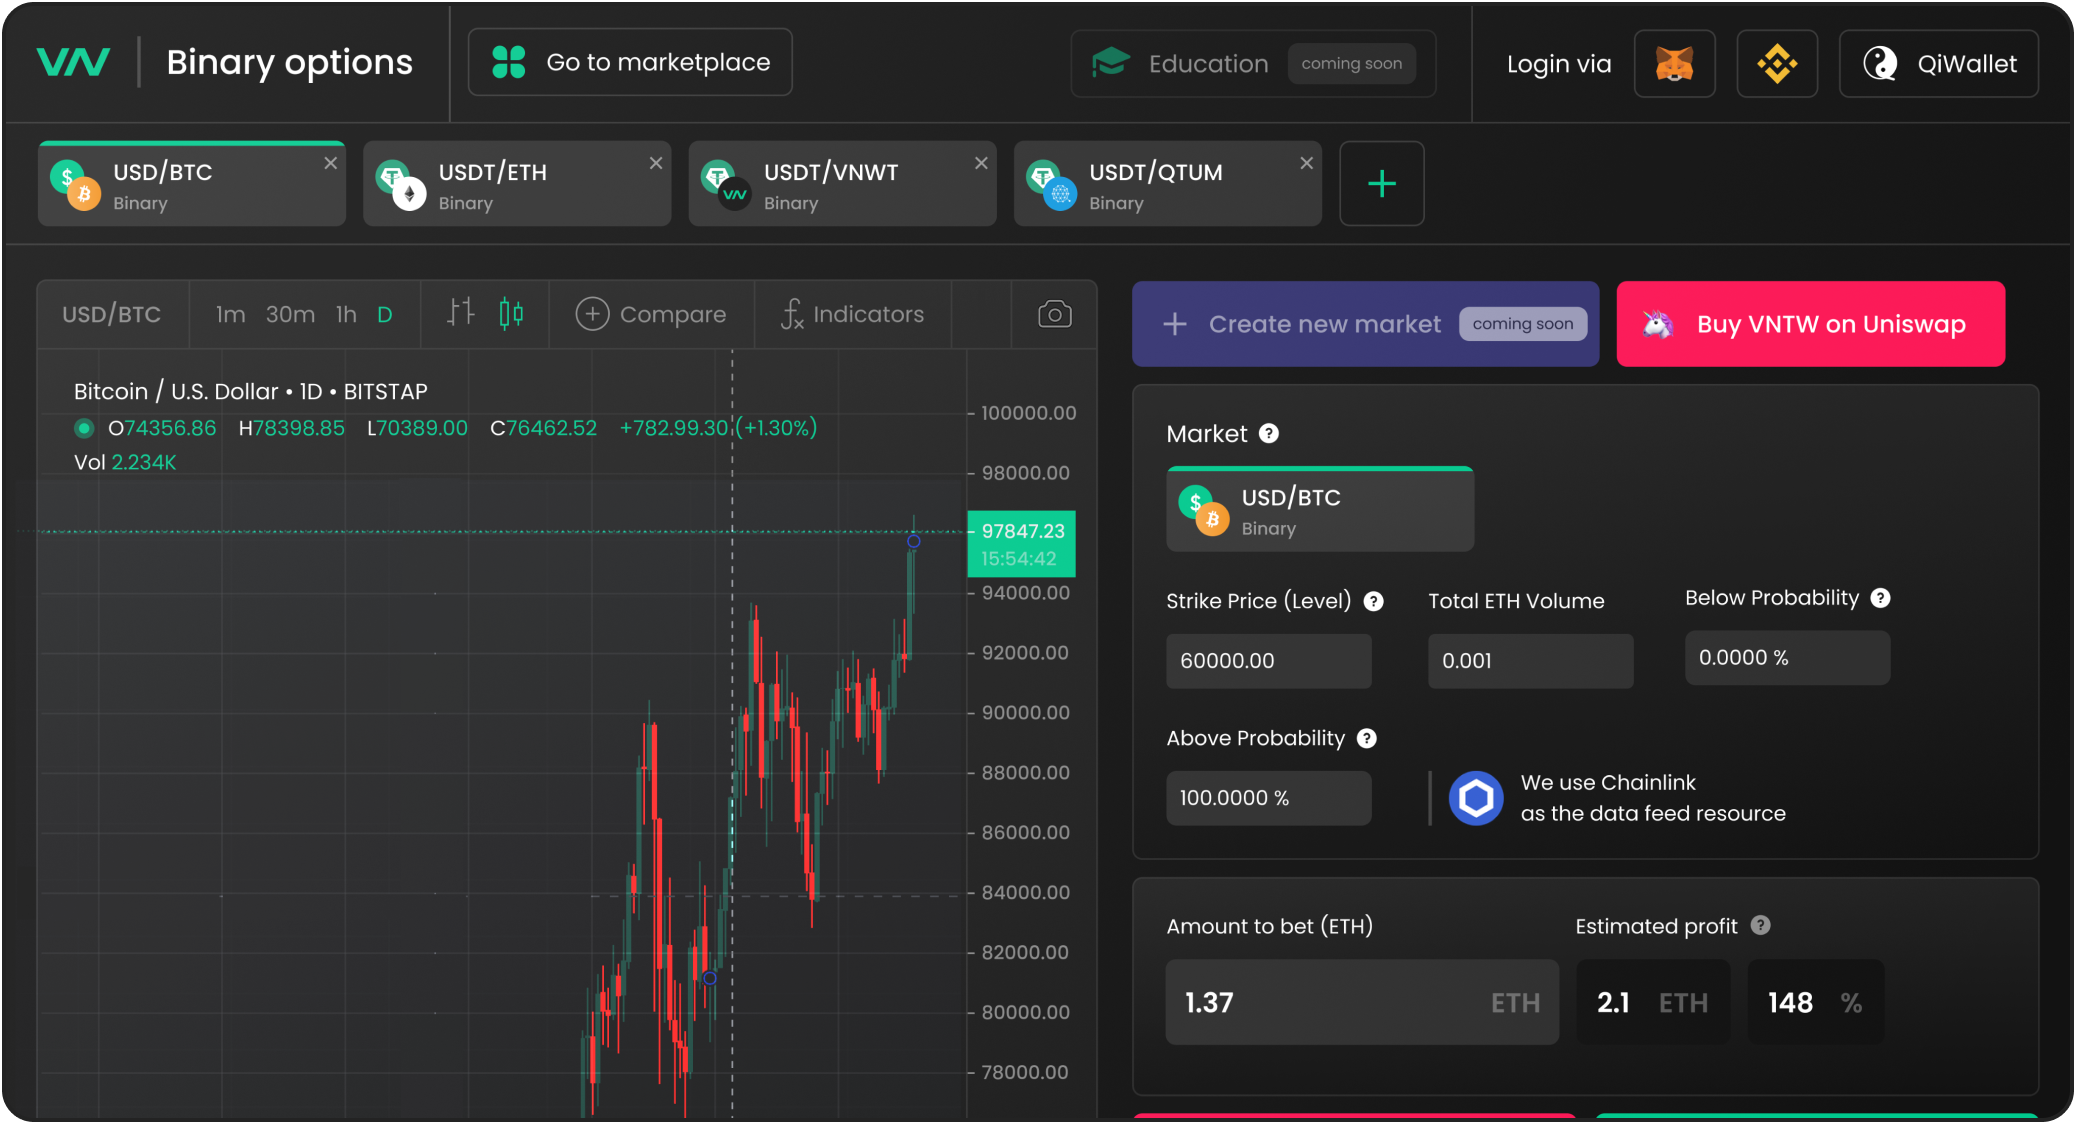 VN
Binary options
Go to marketplace
Education
coming soon
Login via
QiWallet
USD/BTC
Binary
USDT/ETH
Binary
USDT/VNWT
Binary
USDT/QTUM
Binary
USD/BTC
1m 30m 1h D
Compare
fx Indicators
Bitcoin / U.S. Dollar • 1D • BITSTAP
O74356.86 H78398.85 L70389.00 C76462.52 +782.99.30 (+1.30%)
Vol 2.234K
100000.00
98000.00
97847.23
15:54:42
94000.00
92000.00
90000.00
88000.00
86000.00
84000.00
82000.00
80000.00
78000.00
+ Create new market
coming soon
Buy VNTW on Uniswap
Market ?
USD/BTC
Binary
Strike Price (Level) ?
60000.00
Total ETH Volume
0.001
Below Probability ?
0.0000 %
Above Probability ?
100.0000 %
We use Chainlink
as the data feed resource
Amount to bet (ETH)
1.37 ETH
Estimated profit ?
2.1 ETH
148 %